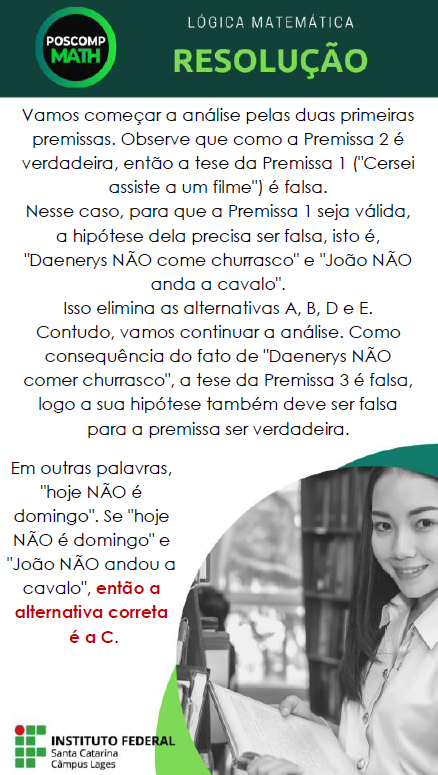 POSCOMP
MATH
LÓGICA MATEMÁTICA
RESOLUÇÃO
Vamos começar a análise pelas duas primeiras
premissas. Observe que como a Premissa 2 é
verdadeira, então a tese da Premissa 1 ("Cersei
assiste a um filme") é falsa.
Nesse caso, para que a Premissa 1 seja válida,
a hipótese dela precisa ser falsa, isto é,
"Daenerys NÃO come churrasco" e "João NÃO
anda a cavalo".
Isso elimina as alternativas A, B, D e E.
Contudo, vamos continuar a análise. Como
consequência do fato de "Daenerys NÃO
comer churrasco", a tese da Premissa 3 é falsa,
logo a sua hipótese também deve ser falsa
para a premissa ser verdadeira.
Em outras palavras,
"hoje NÃO é
domingo". Se "hoje
NÃO é domingo" e
"João NÃO andou a
cavalo", então a
alternativa correta
é a C.
INSTITUTO FEDERAL
Santa Catarina
Câmpus Lages